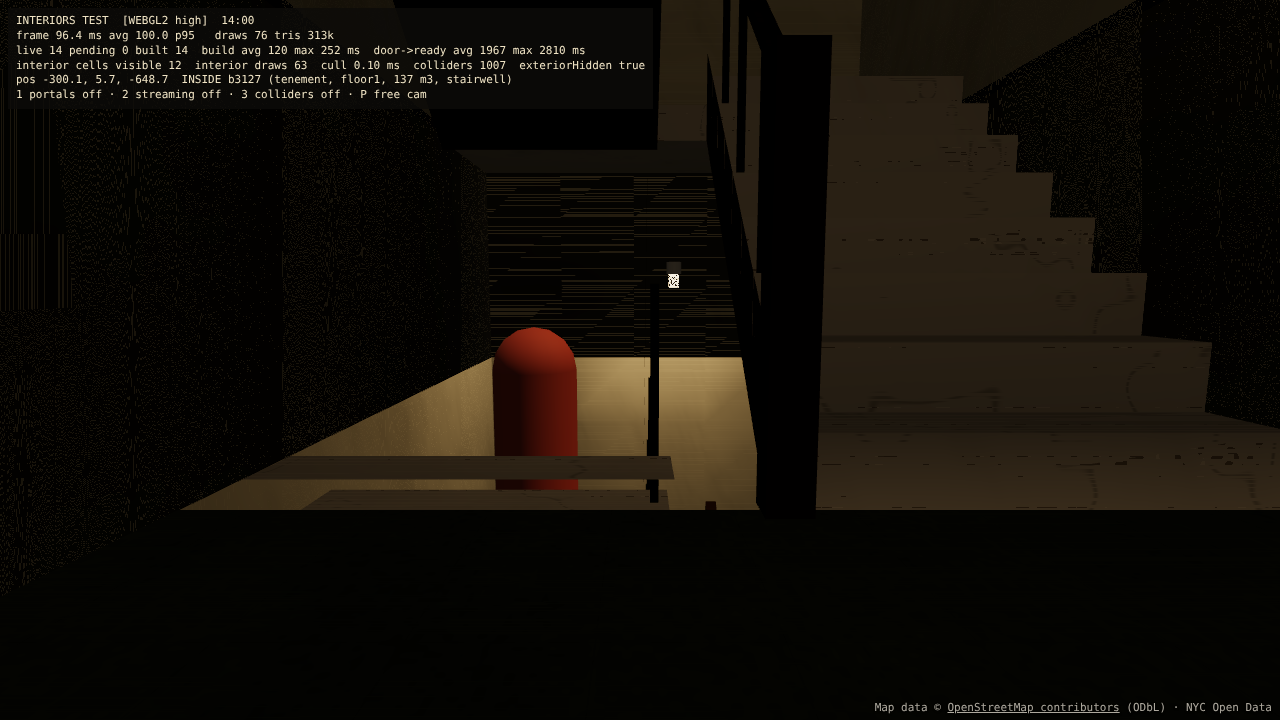 INTERIORS TEST [WEBGL2 high] 14:00
frame 96.4 ms avg 100.0 p95 draws 76 tris 313k
live 14 pending 0 built 14 build avg 120 max 252 ms door->ready avg 1967 max 2810 ms
interior cells visible 12 interior draws 63 cull 0.10 ms colliders 1007 exteriorHidden true
pos -300.1, 5.7, -648.7 INSIDE b3127 (tenement, floor1, 137 m3, stairwell)
1 portals off · 2 streaming off · 3 colliders off · P free cam
Map data © OpenStreetMap contributors (ODbL) · NYC Open Data